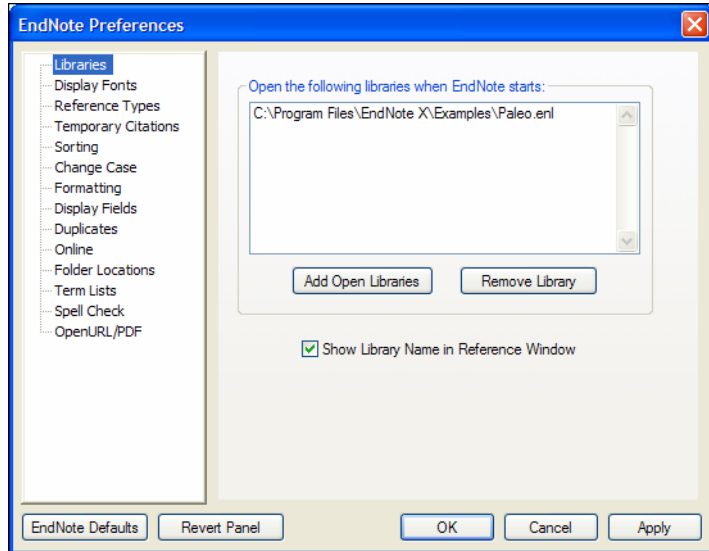 EndNote Preferences
Libraries
Display Fonts
Reference Types
Temporary Citations
Sorting
Change Case
Formatting
Display Fields
Duplicates
Online
Folder Locations
Term Lists
Spell Check
OpenURL/PDF
Open the following libraries when EndNote starts:
C:\Program Files\EndNote X\Examples\Paleo.enl
Add Open Libraries
Remove Library
Show Library Name in Reference Window
EndNote Defaults
Revert Panel
OK
Cancel
Apply